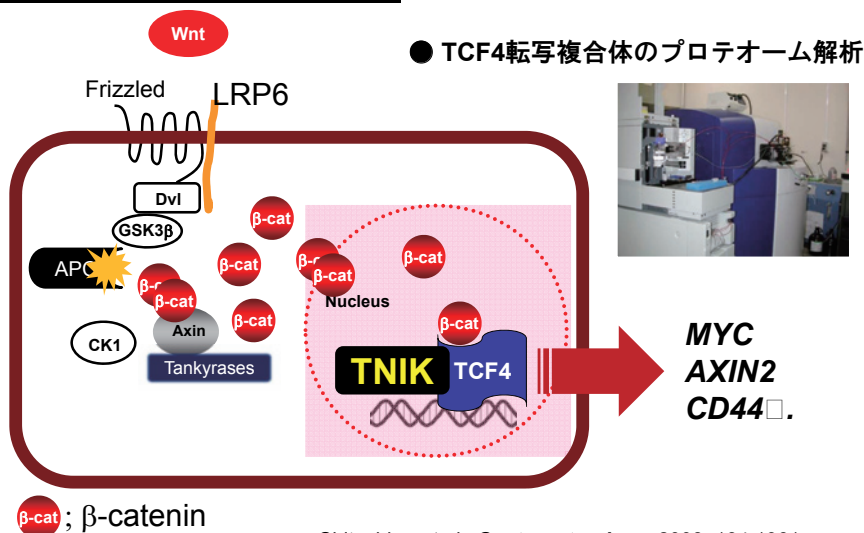 Wnt
● TCF4転写複合体のプロテオーム解析
Frizzled
LRP6
Dvl
GSK3β
β-cat
β-cat
β-cat
β-cat
β-cat
β-cat
Nucleus
β-cat
β-cat
CK1
Axin
Tankyrases
TNIK
TCF4
MYC
AXIN2
CD44□.
β-cat ; β-catenin